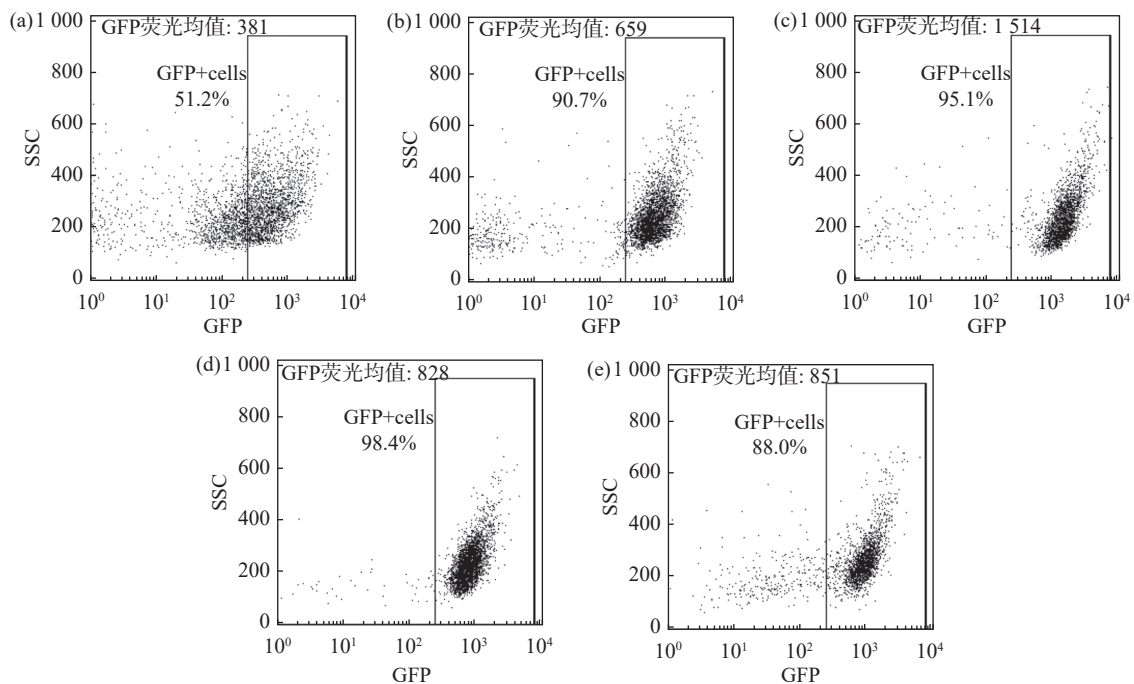 (a)
GFP荧光均值: 381
GFP+cells
51.2%
1 000
800
600
400
200
0
SSC
10⁰ 10¹ 10² 10³ 10⁴
GFP
(b)
GFP荧光均值: 659
GFP+cells
90.7%
1 000
800
600
400
200
0
SSC
10⁰ 10¹ 10² 10³ 10⁴
GFP
(c)
GFP荧光均值: 1 514
GFP+cells
95.1%
1 000
800
600
400
200
0
SSC
10⁰ 10¹ 10² 10³ 10⁴
GFP
(d)
GFP荧光均值: 828
GFP+cells
98.4%
1 000
800
600
400
200
0
SSC
10⁰ 10¹ 10² 10³ 10⁴
GFP
(e)
GFP荧光均值: 851
GFP+cells
88.0%
1 000
800
600
400
200
0
SSC
10⁰ 10¹ 10² 10³ 10⁴
GFP